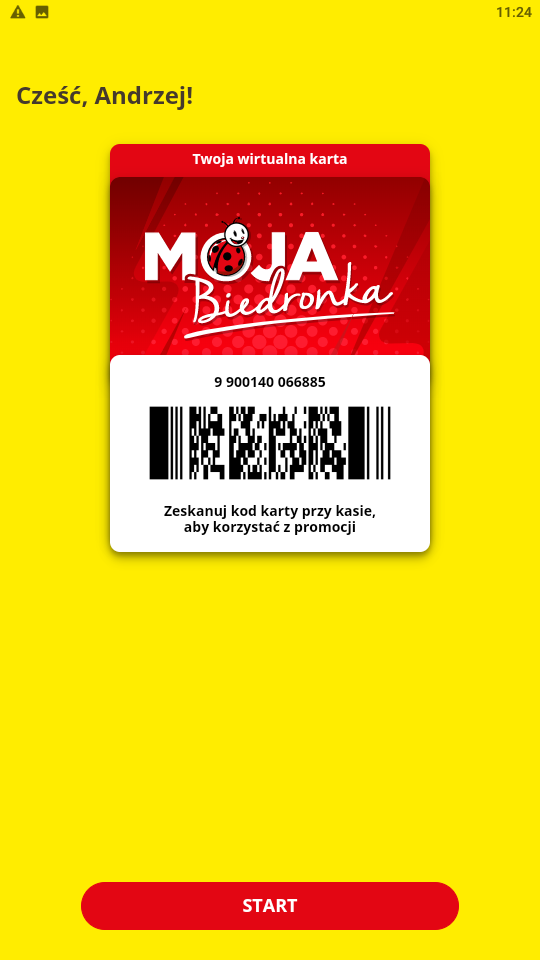 11:24
Cześć, Andrzej!
Twoja wirtualna karta
MOJA
Biedronka
9 900140 066885
Zeskanuj kod karty przy kasie,
aby korzystać z promocji
START